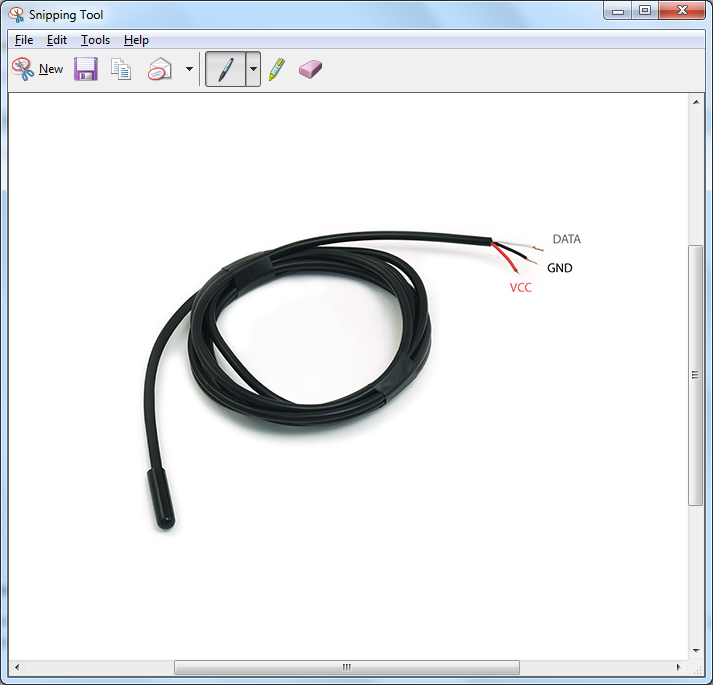 Snipping Tool
File Edit Tools Help
New
DATA
GND
VCC